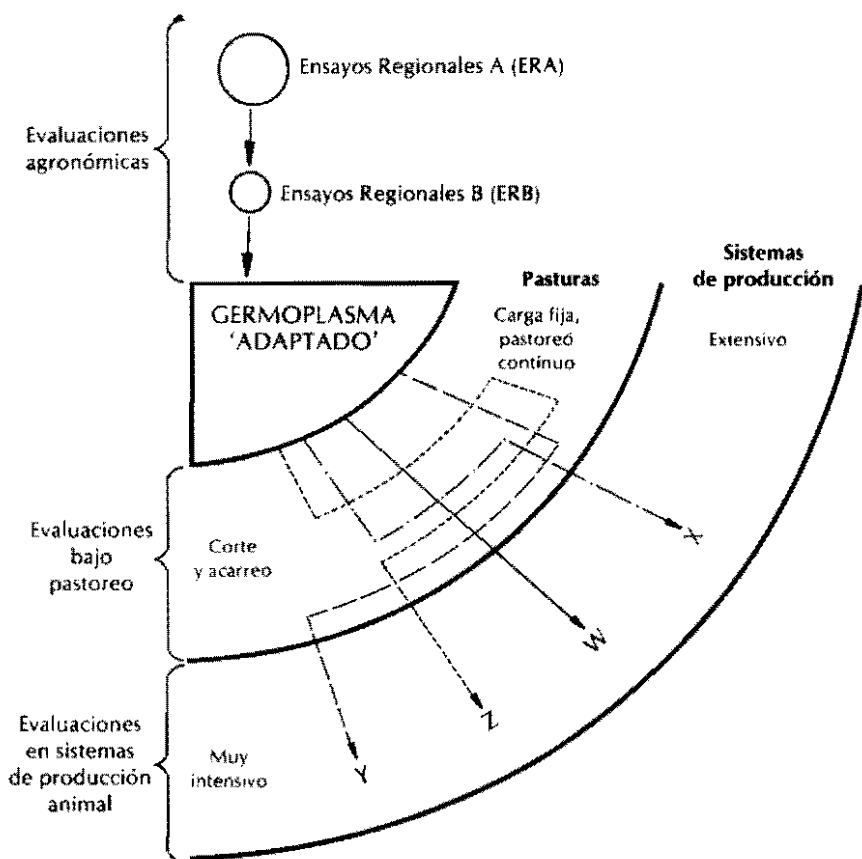 Ensayos Regionales A (ERA)
Evaluaciones
agronómicas
Ensayos Regionales B (ERB)
Sistemas
de producción
Pasturas
GERMOPLASMA
'ADAPTADO'
Carga fija,
pastoreó
contínuo
Extensivo
Evaluaciones
bajo
pastoreo
Corte
y acarreo
X
W
Z
Y
Evaluaciones
en sistemas
de producción
animal
Muy
intensivo